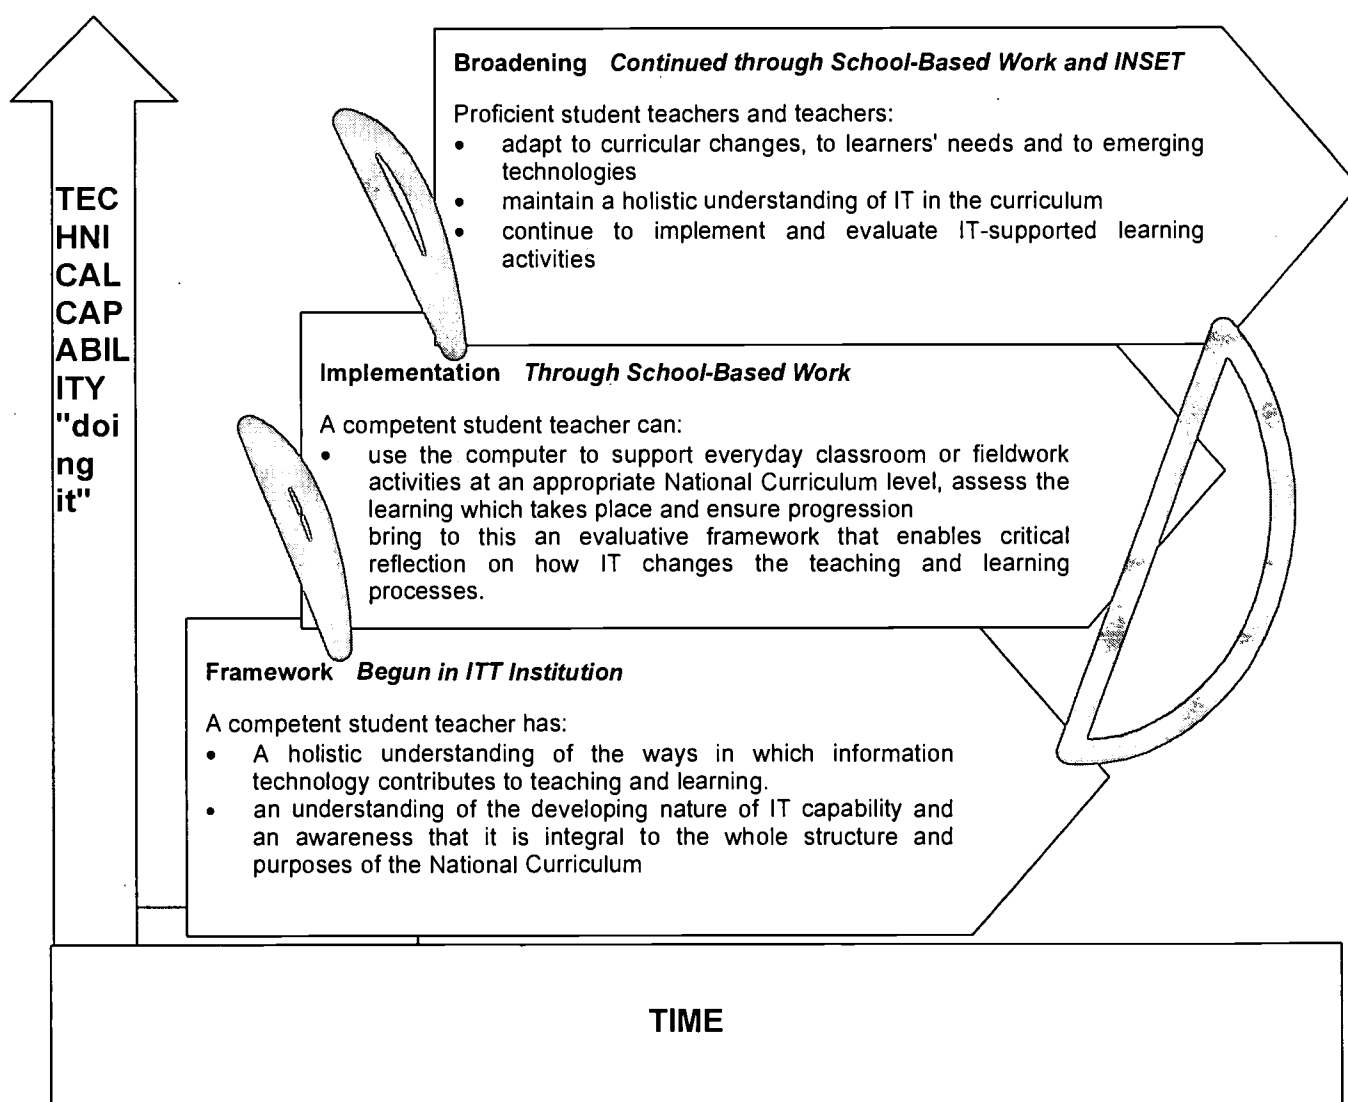 TEC
HNI
CAL
CAP
ABIL
ITY
"doi
ng
it"
Broadening Continued through School-Based Work and INSET
Proficient student teachers and teachers:
• adapt to curricular changes, to learners' needs and to emerging
technologies
• maintain a holistic understanding of IT in the curriculum
• continue to implement and evaluate IT-supported learning
activities
Implementation Through School-Based Work
A competent student teacher can:
• use the computer to support everyday classroom or fieldwork
activities at an appropriate National Curriculum level, assess the
learning which takes place and ensure progression
bring to this an evaluative framework that enables critical
reflection on how IT changes the teaching and learning
processes.
Framework Begun in ITT Institution
A competent student teacher has:
• A holistic understanding of the ways in which information
technology contributes to teaching and learning.
• an understanding of the developing nature of IT capability and
an awareness that it is integral to the whole structure and
purposes of the National Curriculum
TIME